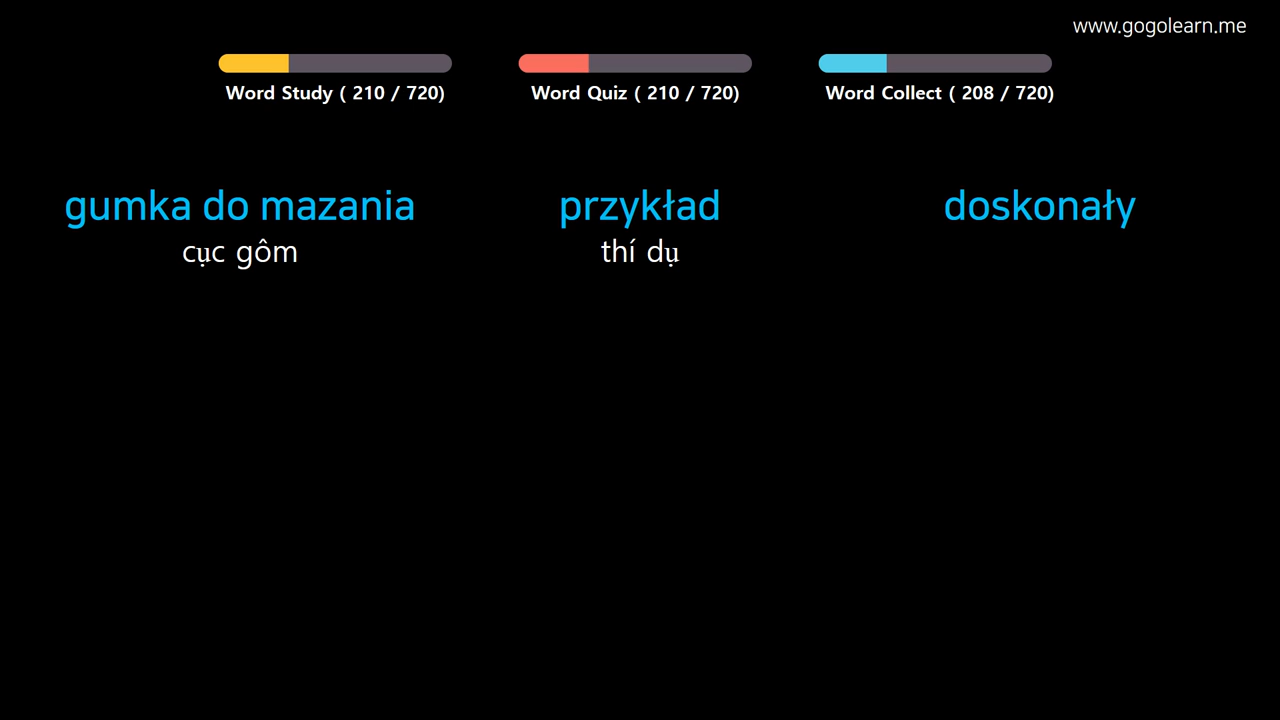 www.gogolearn.me
Word Study ( 210 / 720)
Word Quiz ( 210 / 720)
Word Collect ( 208 / 720)
gumka do mazania
cục gôm
przykład
thí dụ
doskonały